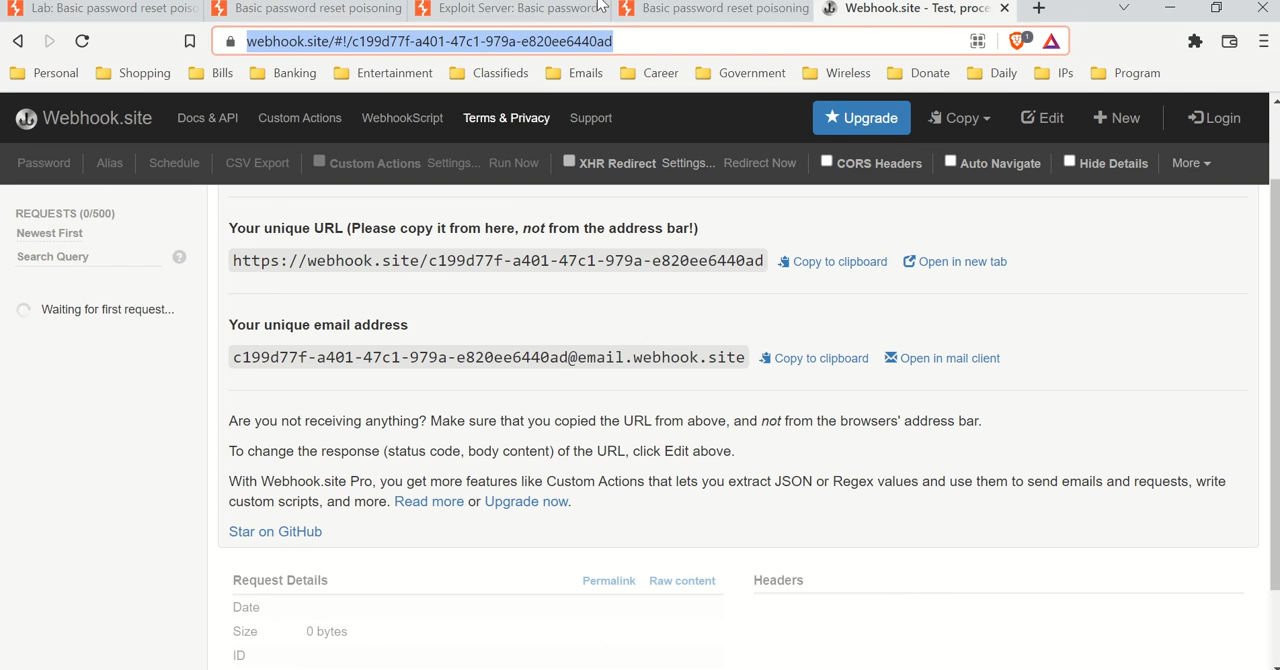 Lab: Basic password reset poiso Basic password reset poisoning Exploit Server: Basic password Basic password reset poisoning Webhook.site - Test, proce
webhook.site/#!/c199d77f-a401-47c1-979a-e820ee6440ad 1
Personal Shopping Bills Banking Entertainment Classifieds Emails Career Government Wireless Donate Daily IPs Program
Webhook.site Docs & API Custom Actions WebhookScript Terms & Privacy Support Upgrade Copy Edit New Login
Password Alias Schedule CSV Export Custom Actions Settings... Run Now XHR Redirect Settings... Redirect Now CORS Headers Auto Navigate Hide Details More
REQUESTS (0/500)
Newest First
Search Query ?
Waiting for first request...
Your unique URL (Please copy it from here, not from the address bar!)
https://webhook.site/c199d77f-a401-47c1-979a-e820ee6440ad Copy to clipboard Open in new tab
Your unique email address
c199d77f-a401-47c1-979a-e820ee6440ad@email.webhook.site Copy to clipboard Open in mail client
Are you not receiving anything? Make sure that you copied the URL from above, and not from the browsers' address bar.
To change the response (status code, body content) of the URL, click Edit above.
With Webhook.site Pro, you get more features like Custom Actions that lets you extract JSON or Regex values and use them to send emails and requests, write
custom scripts, and more. Read more or Upgrade now.
Star on GitHub
Request Details Permalink Raw content Headers
Date
Size 0 bytes
ID